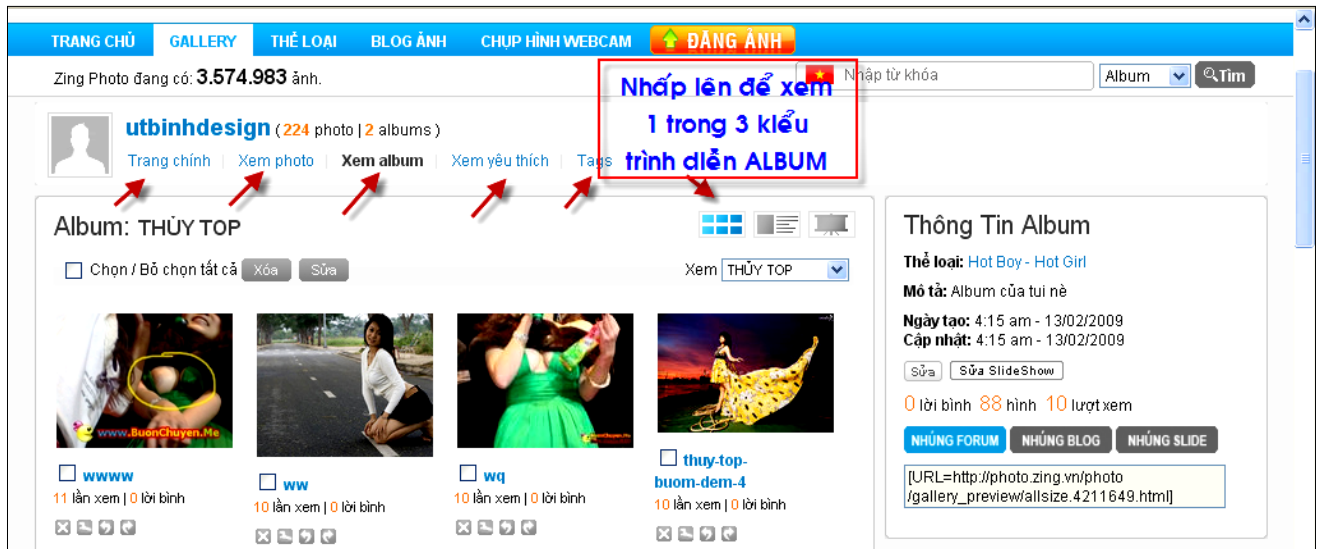 TRANG CHỦ GALLERY THỂ LOẠI BLOG ẢNH CHỤP HÌNH WEBCAM ĐĂNG ẢNH
Zing Photo đang có: 3.574.983 ảnh.
Nhập từ khóa Album Tìm
Nhấp lên để xem
1 trong 3 kiểu
trình diễn ALBUM
utbinhdesign ( 224 photo | 2 albums )
Trang chính Xem photo Xem album Xem yêu thích Tags
Album: THỦY TOP
Chọn / Bỏ chọn tất cả Xóa Sửa Xem THỦY TOP
www.BuonChuyen.Me
www.BuonChuyen.Me
wwww
11 lần xem | 0 lời bình
ww
10 lần xem | 0 lời bình
wq
10 lần xem | 0 lời bình
thuy-top-
buom-dem-4
10 lần xem | 0 lời bình
Thông Tin Album
Thể loại: Hot Boy - Hot Girl
Mô tả: Album của tui nè
Ngày tạo: 4:15 am - 13/02/2009
Cập nhật: 4:15 am - 13/02/2009
Sửa Sửa SlideShow
0 lời bình 88 hình 10 lượt xem
NHÚNG FORUM NHÚNG BLOG NHÚNG SLIDE
[URL=http://photo.zing.vn/photo
/gallery_preview/allsize.4211649.html]